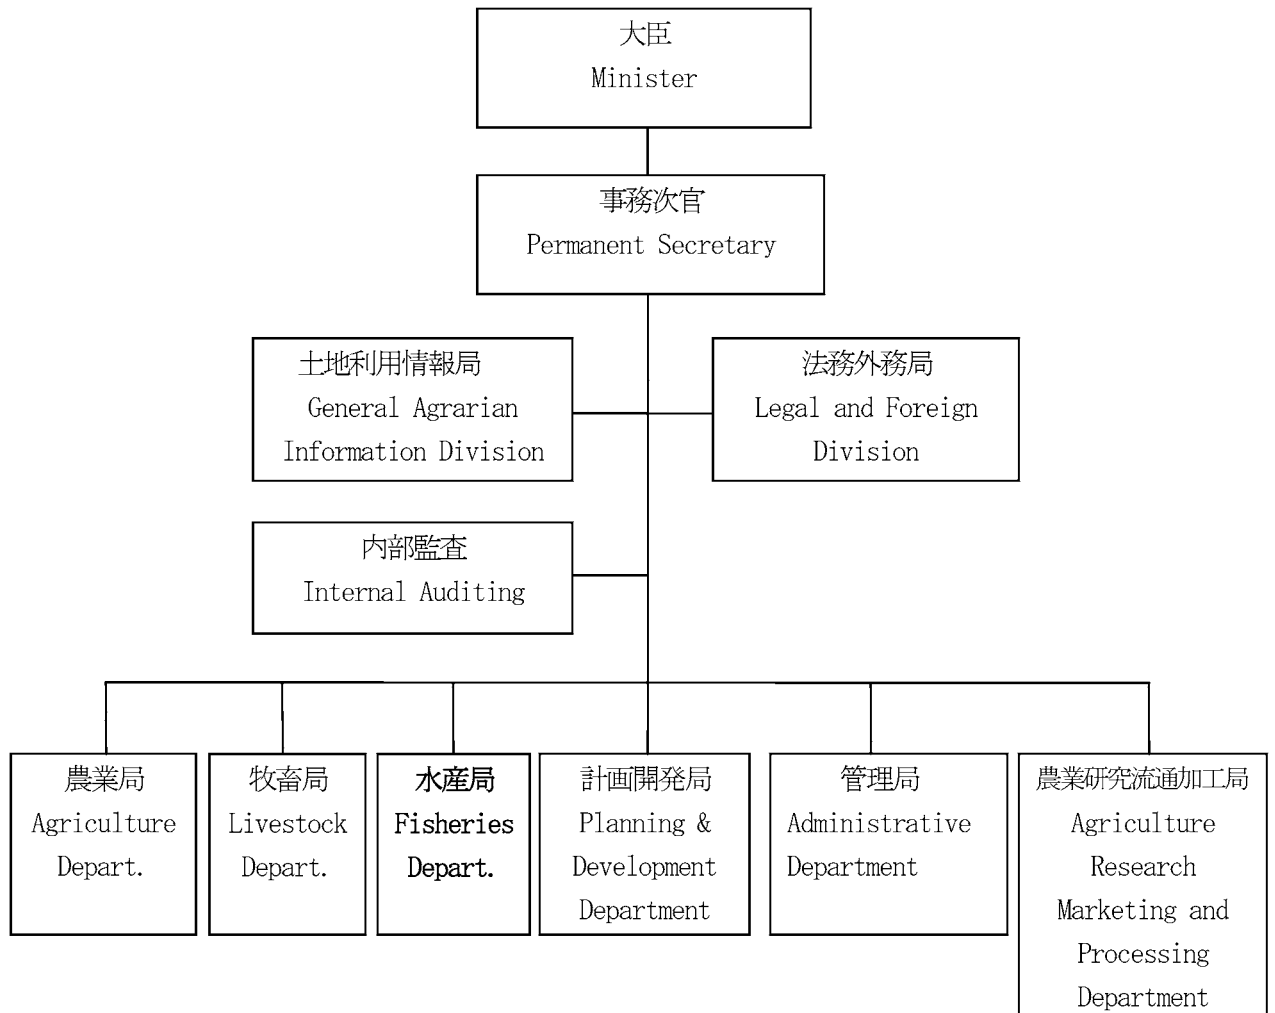 大臣
Minister
事務次官
Permanent Secretary
土地利用情報局
General Agrarian
Information Division
法務外務局
Legal and Foreign
Division
内部監査
Internal Auditing
農業局
Agriculture
Depart.
牧畜局
Livestock
Depart.
水産局
Fisheries
Depart.
計画開発局
Planning &
Development
Department
管理局
Administrative
Department
農業研究流通加工局
Agriculture
Research
Marketing and
Processing
Department